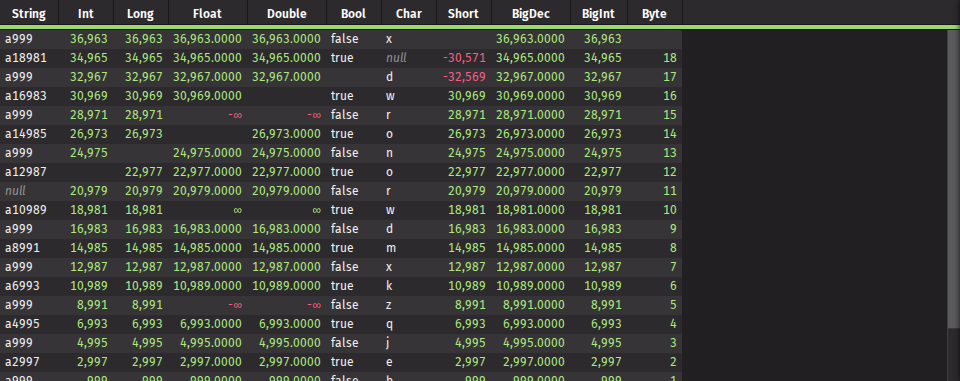 String Int Long Float Double Bool Char Short BigDec BigInt Byte
a999 36,963 36,963 36,963.0000 36,963.0000 false x 36,963.0000 36,963
a18981 34,965 34,965 34,965.0000 34,965.0000 true null -30,571 34,965.0000 34,965 18
a999 32,967 32,967 32,967.0000 32,967.0000 d -32,569 32,967.0000 32,967 17
a16983 30,969 30,969 30,969.0000 true w 30,969 30,969.0000 30,969 16
a999 28,971 28,971 -∞ -∞ false r 28,971 28,971.0000 28,971 15
a14985 26,973 26,973 26,973.0000 true o 26,973 26,973.0000 26,973 14
a999 24,975 24,975.0000 24,975.0000 false n 24,975 24,975.0000 24,975 13
a12987 22,977 22,977.0000 22,977.0000 true o 22,977 22,977.0000 22,977 12
null 20,979 20,979 20,979.0000 20,979.0000 false r 20,979 20,979.0000 20,979 11
a10989 18,981 18,981 ∞ ∞ true w 18,981 18,981.0000 18,981 10
a999 16,983 16,983 16,983.0000 16,983.0000 false d 16,983 16,983.0000 16,983 9
a8991 14,985 14,985 14,985.0000 14,985.0000 true m 14,985 14,985.0000 14,985 8
a999 12,987 12,987 12,987.0000 12,987.0000 false x 12,987 12,987.0000 12,987 7
a6993 10,989 10,989 10,989.0000 10,989.0000 true k 10,989 10,989.0000 10,989 6
a999 8,991 8,991 -∞ -∞ false z 8,991 8,991.0000 8,991 5
a4995 6,993 6,993 6,993.0000 6,993.0000 true q 6,993 6,993.0000 6,993 4
a999 4,995 4,995 4,995.0000 4,995.0000 false j 4,995 4,995.0000 4,995 3
a2997 2,997 2,997 2,997.0000 2,997.0000 true e 2,997 2,997.0000 2,997 2
a999 999 999 999.0000 999.0000 false 999 999.0000 999 1